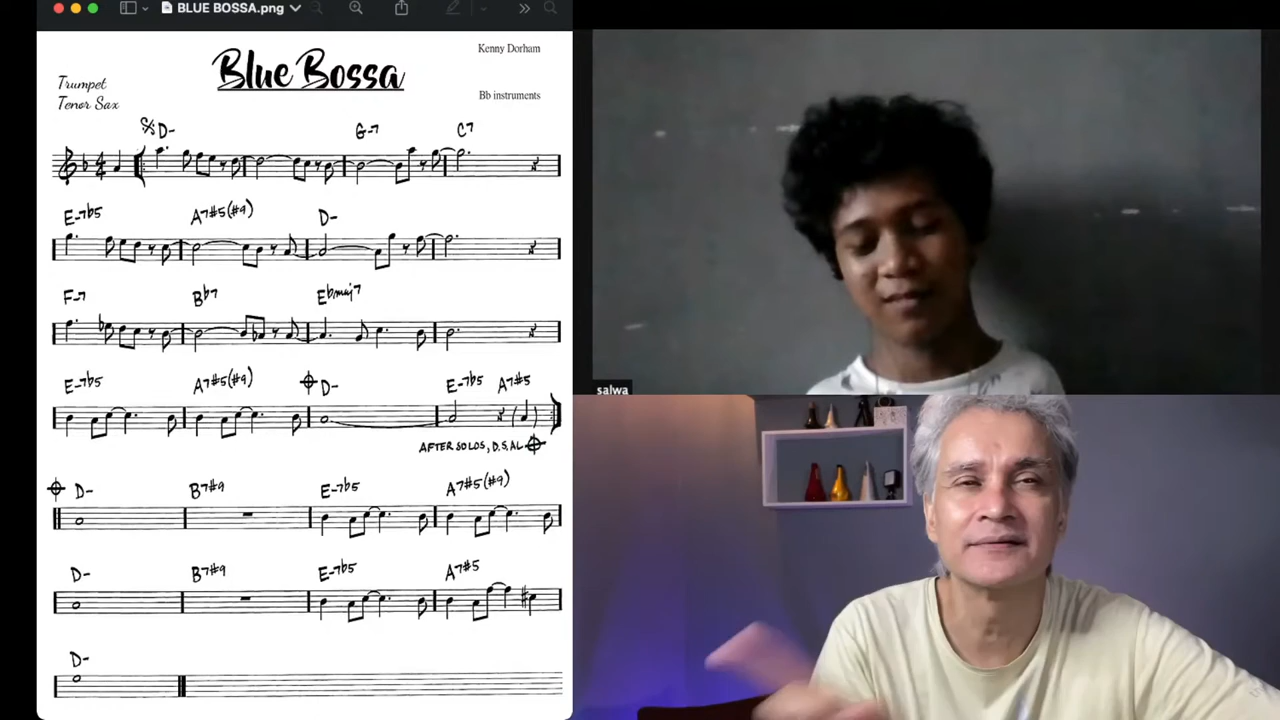 BLUE BOSSA.png
Kenny Dorham
Blue Bossa
Trumpet
Tenor Sax
Bb instruments
D- G-7 C7
E-7b5 A7#5(#9) D-
F-7 Bb7 Ebmaj7
E-7b5 A7#5(#9) D- E-7b5 A7#5
AFTER SOLOS, D.S. AL
D- B7#9 E-7b5 A7#5(#9)
D- B7#9 E-7b5 A7#5
D-
salwa